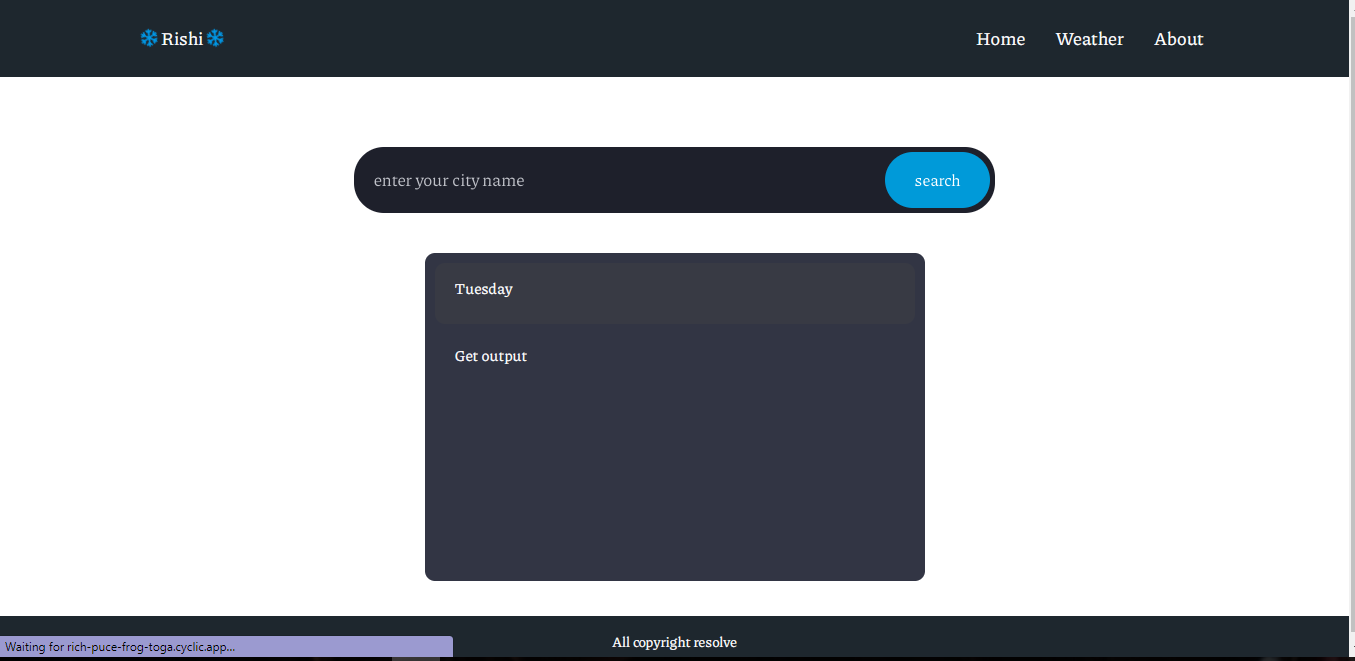 Rishi
Home Weather About
enter your city name search
Tuesday
Get output
All copyright resolve
Waiting for rich-puce-frog-toga.cyclic.app...